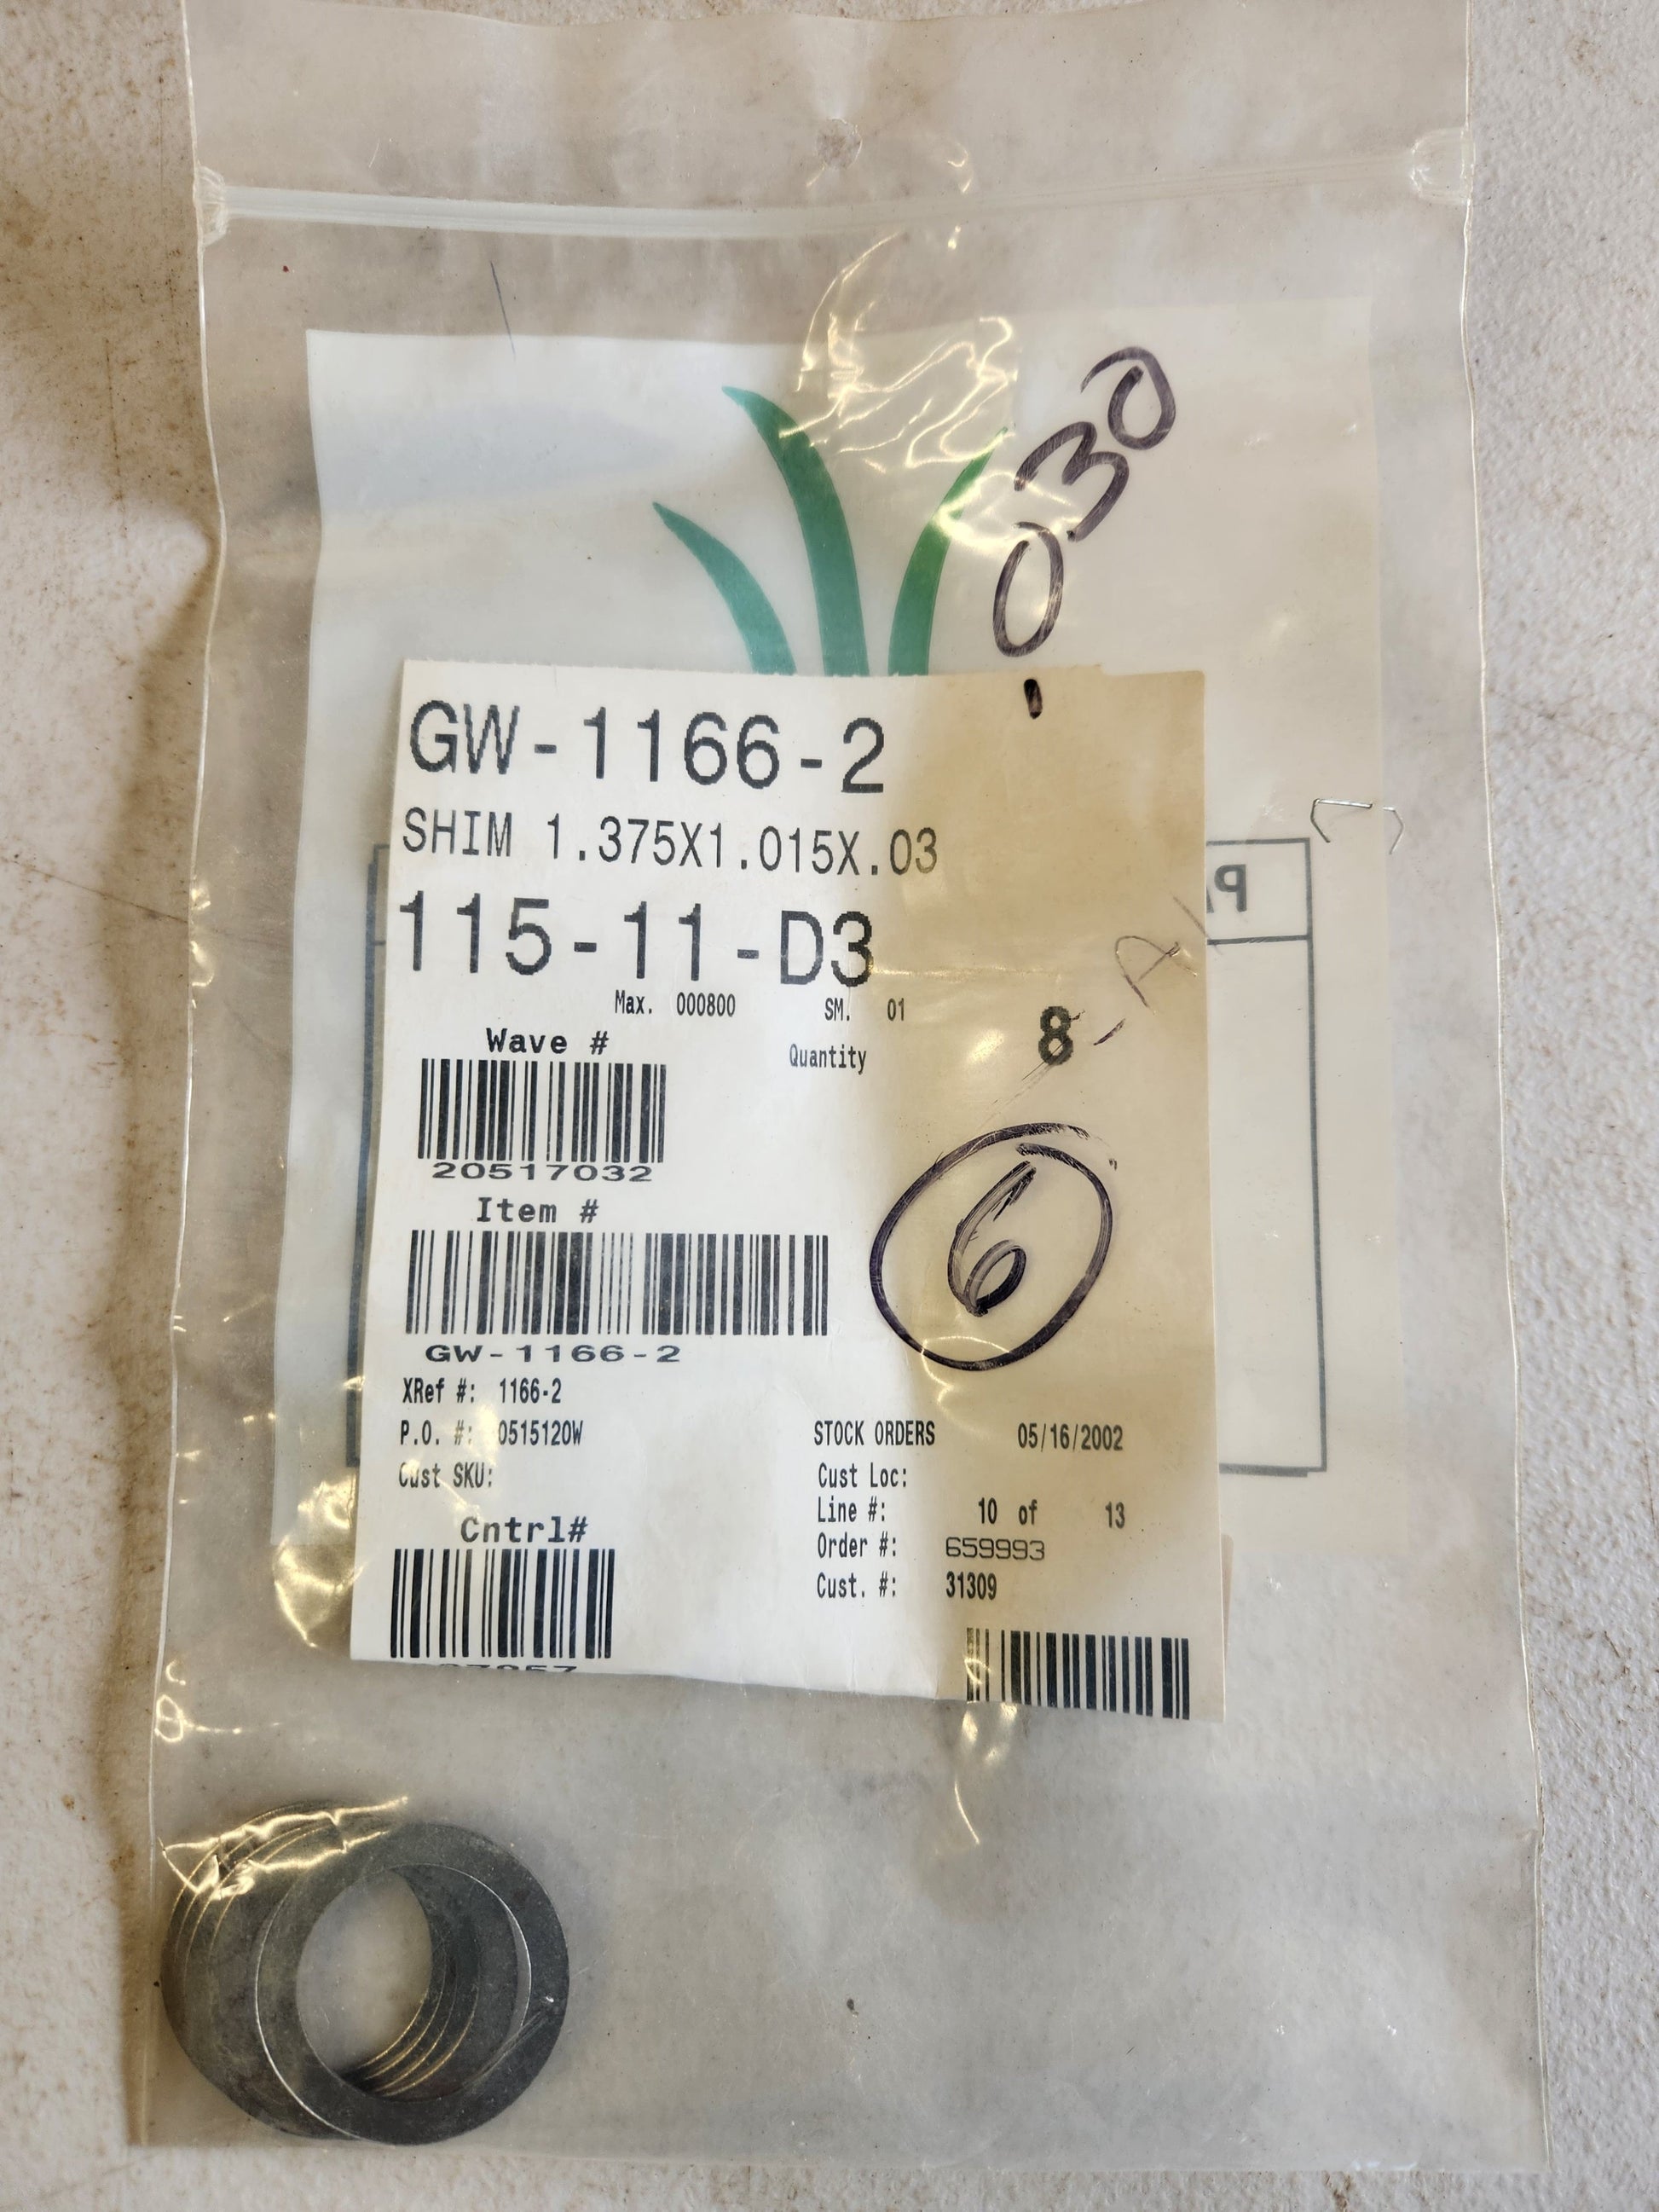 030
GW-1166-2
SHIM 1.375X1.015X.03
115-11-D3
Max. 000800 SM. 01
Wave # Quantity 8 -A
20517032
Item #
6
GW-1166-2
XRef #: 1166-2
P.O. #: 0515120W STOCK ORDERS 05/16/2002
Cust SKU: Cust Loc:
Line #: 10 of 13
Cntrl# Order #: 659993
Cust. #: 31309